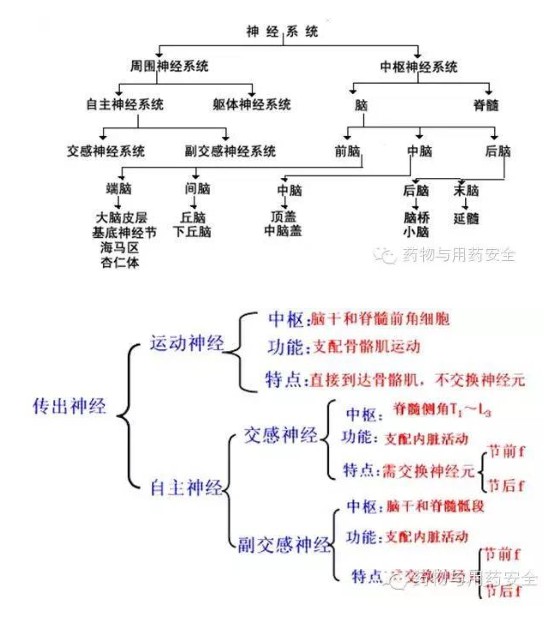 神 经 系 统
周围神经系统 中枢神经系统
自主神经系统 躯体神经系统 脑 脊髓
交感神经系统 副交感神经系统 前脑 中脑 后脑
端脑 间脑 中脑 后脑 末脑
大脑皮层 丘脑 顶盖 脑桥 延髓
基底神经节 下丘脑 中脑盖 小脑
海马区
杏仁体
药物与用药安全
中枢:脑干和脊髓前角细胞
运动神经 功能:支配骨骼肌运动
特点:直接到达骨骼肌，不交换神经元
传出神经
中枢:脊髓侧角T₁～L₃
交感神经 功能:支配内脏活动
节前f
特点:需交换神经元
节后f
自主神经
中枢:脑干和脊髓骶段
副交感神经 功能:支配内脏活动
节前f
特点 交换神经
药物与用药安全
节后f